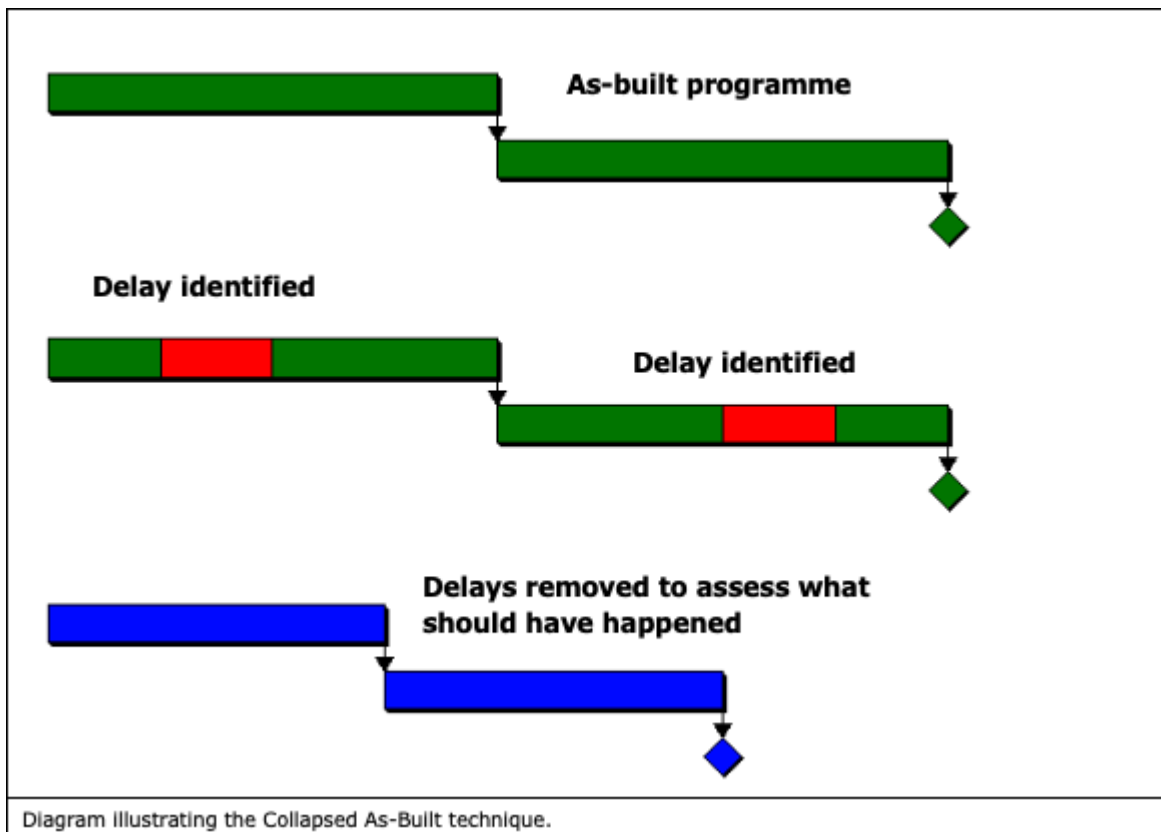 As-built programme
Delay identified
Delay identified
Delays removed to assess what
should have happened
Diagram illustrating the Collapsed As-Built technique.